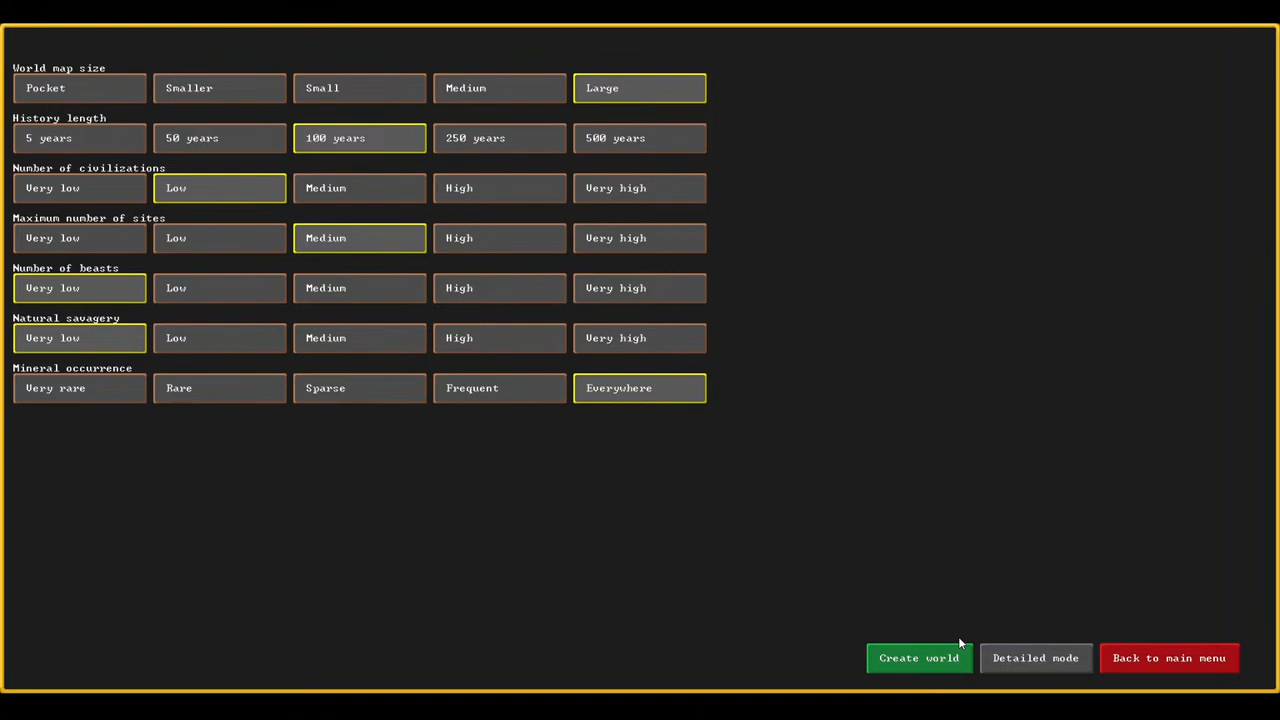 World map size
Pocket Smaller Small Medium Large
History length
5 years 50 years 100 years 250 years 500 years
Number of civilizations
Very low Low Medium High Very high
Maximum number of sites
Very low Low Medium High Very high
Number of beasts
Very low Low Medium High Very high
Natural savagery
Very low Low Medium High Very high
Mineral occurrence
Very rare Rare Sparse Frequent Everywhere
Create world Detailed mode Back to main menu